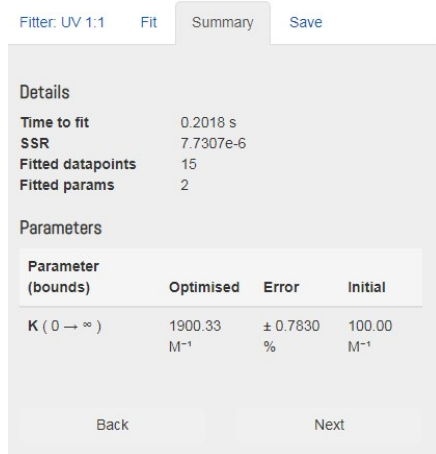 Fitter: UV 1:1 Fit Summary Save
Details
Time to fit 0.2018 s
SSR 7.7307e-6
Fitted datapoints 15
Fitted params 2
Parameters
Parameter
(bounds) Optimised Error Initial
K ( 0 → ∞ ) 1900.33 ± 0.7830 100.00
M⁻¹ % M⁻¹
Back Next